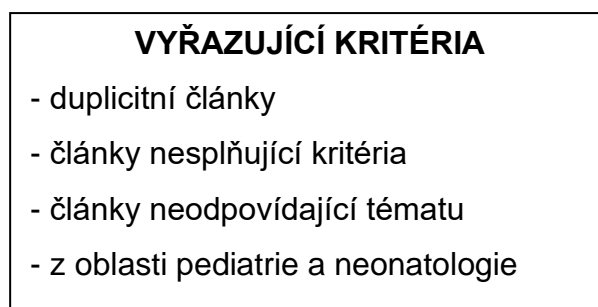 VYŘAZUJÍCÍ KRITÉRIA
- duplicitní články
- články nesplňující kritéria
- články neodpovídající tématu
- z oblasti pediatrie a neonatologie